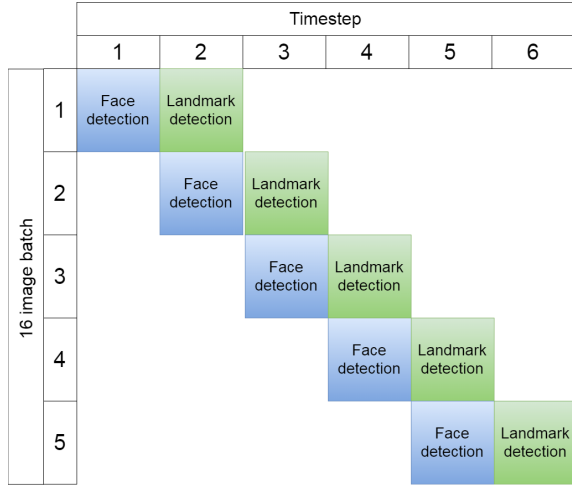 Timestep
1 2 3 4 5 6
16 image batch
1
Face detection
Landmark detection
2
Face detection
Landmark detection
3
Face detection
Landmark detection
4
Face detection
Landmark detection
5
Face detection
Landmark detection